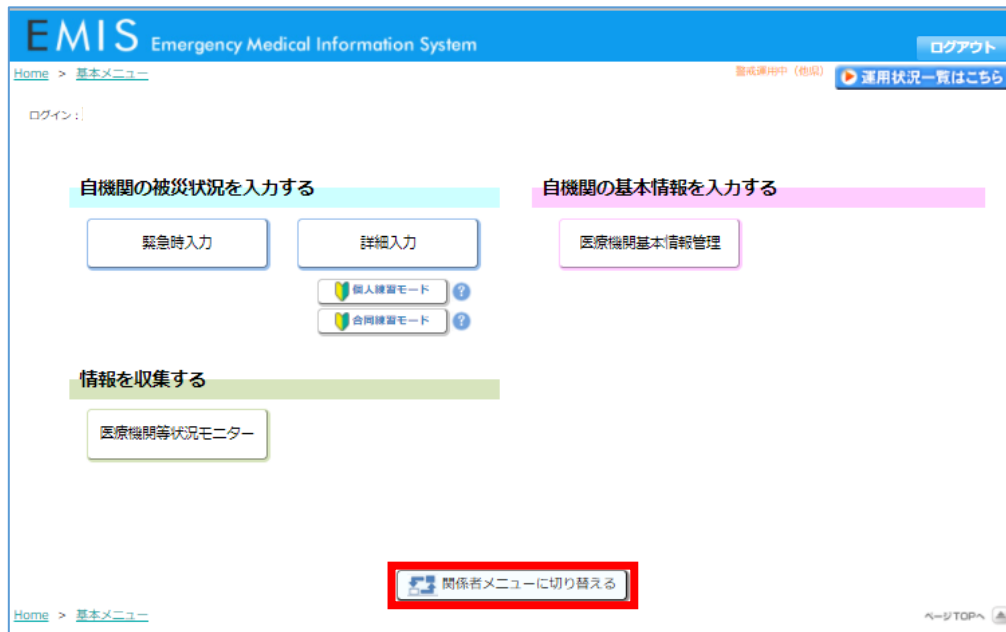 EMIS Emergency Medical Information System
ログアウト
Home > 基本メニュー
警戒運用中（他県）
運用状況一覧はこちら
ログイン：
自機関の被災状況を入力する
自機関の基本情報を入力する
緊急時入力
詳細入力
医療機関基本情報管理
個人練習モード ?
合同練習モード ?
情報を収集する
医療機関等状況モニター
関係者メニューに切り替える
Home > 基本メニュー
ページTOPへ